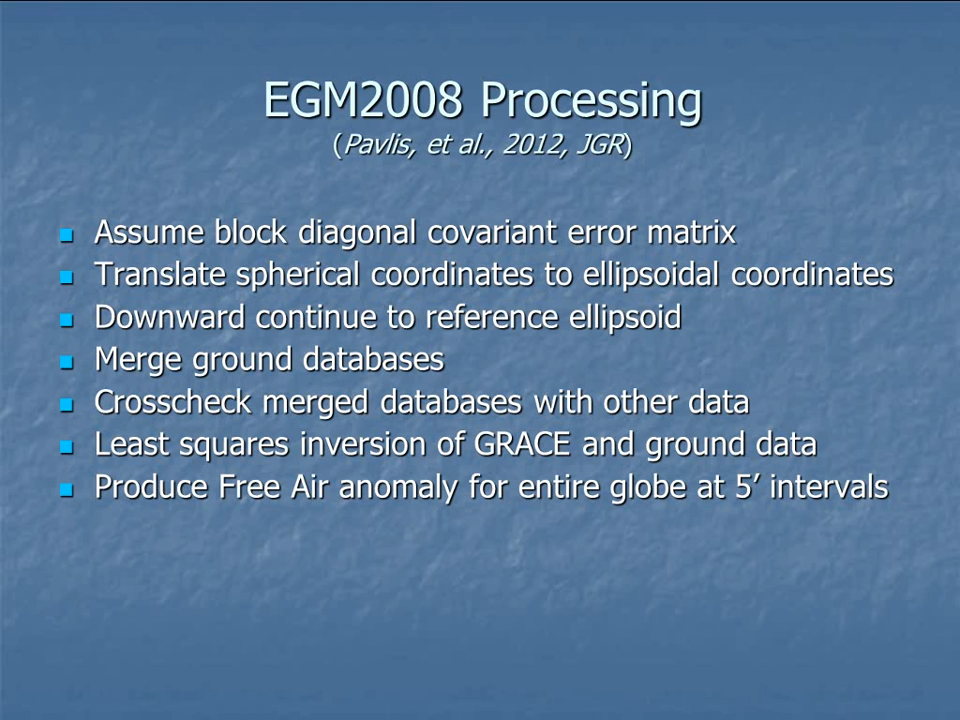 EGM2008 Processing
(Pavlis, et al., 2012, JGR)
Assume block diagonal covariant error matrix
Translate spherical coordinates to ellipsoidal coordinates
Downward continue to reference ellipsoid
Merge ground databases
Crosscheck merged databases with other data
Least squares inversion of GRACE and ground data
Produce Free Air anomaly for entire globe at 5’ intervals